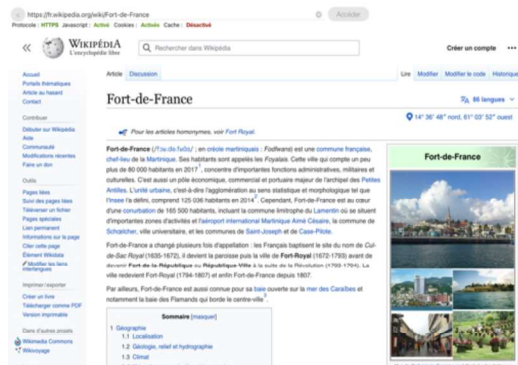 https://fr.wikipedia.org/wiki/Fort-de-France
Accéder
Protocole : HTTPS Javascript : Activé Cookies : Activés Cache : Désactivé
WIKIPÉDIA
L'encyclopédie libre
Rechercher dans Wikipédia
Créer un compte
Accueil
Portails thématiques
Article au hasard
Contact
Contribuer
Débuter sur Wikipédia
Aide
Communauté
Modifications récentes
Faire un don
Outils
Pages liées
Suivi des pages liées
Téléverser un fichier
Pages spéciales
Lien permanent
Informations sur la page
Citer cette page
Élément Wikidata
Modifier les liens interlangues
Imprimer/exporter
Créer un livre
Télécharger comme PDF
Version imprimable
Dans d'autres projets
Wikimedia Commons
Wikivoyage
Article Discussion
Lire Modifier Modifier le code Historique
Fort-de-France
86 langues
14° 36′ 48″ nord, 61° 03′ 52″ ouest
Pour les articles homonymes, voir Fort Royal.
Fort-de-France ; en créole martiniquais : Fodfwans) est une commune française,
chef-lieu de la Martinique. Ses habitants sont appelés les Foyalais. Cette ville qui compte un peu
plus de 80 000 habitants en 2017, concentre d'importantes fonctions administratives, militaires et
culturelles. C'est aussi un pôle économique, commercial et portuaire majeur de l'archipel des Petites
Antilles. L'unité urbaine, c'est-à-dire l'agglomération au sens statistique et morphologique tel que
l'Insee l'a défini, comprend 125 036 habitants en 2014. Cependant, Fort-de-France est au cœur
d'une conurbation de 165 500 habitants, incluant la commune limitrophe du Lamentin où se situent
d'importantes zones d'activités et l'aéroport international Martinique Aimé Césaire, la commune de
Schœlcher, ville universitaire, et les communes de Saint-Joseph et de Case-Pilote.
Fort-de-France a changé plusieurs fois d'appellation : les Français baptisent le site du nom de Cul-
de-Sac Royal (1635-1672), il devient la paroisse puis la ville de Fort-Royal (1672-1793) avant de
devenir Fort-de-la-République ou République-Ville à la suite de la Révolution (1793-1794). La
ville redevient Fort-Royal (1794-1807) et enfin Fort-de-France depuis 1807.
Par ailleurs, Fort-de-France est aussi connue pour sa baie ouverte sur la mer des Caraïbes et
notamment la baie des Flamands qui borde le centre-ville.
Sommaire [masquer]
1 Géographie
1.1 Localisation
1.2 Géologie, relief et hydrographie
1.3 Climat
Fort-de-France